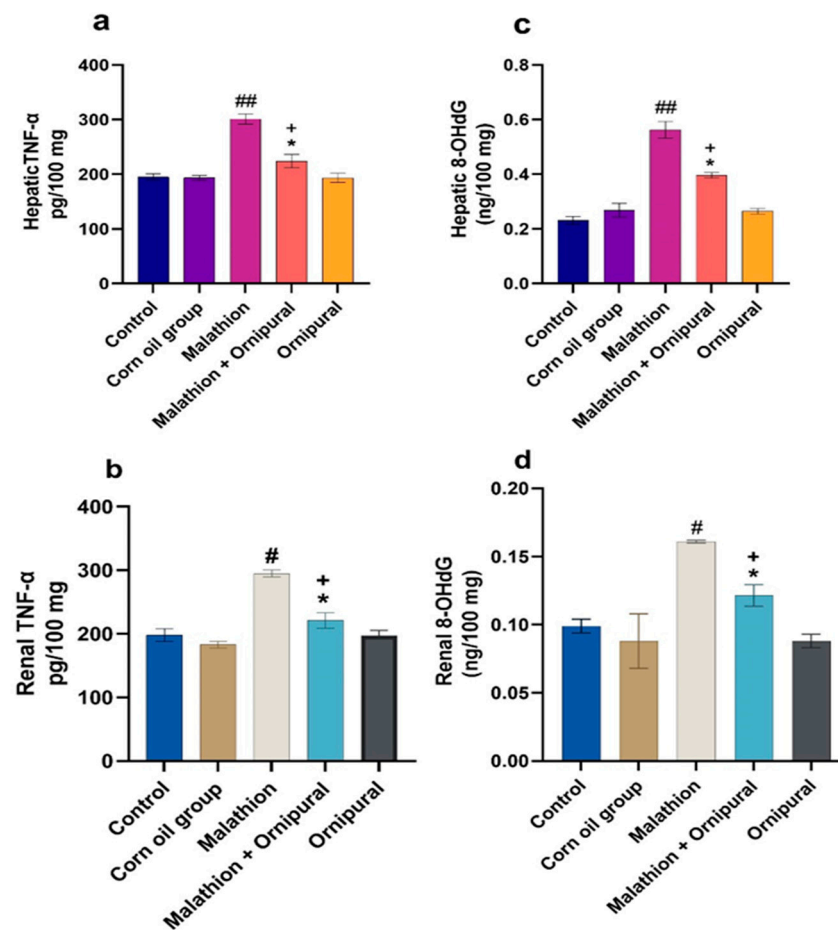 a
Hepatic TNF-α
pg/100 mg
400
300
200
100
0
##
+
*
Control
Corn oil group
Malathion
Malathion + Ornipural
Ornipural
c
Hepatic 8-OHdG
(ng/100 mg)
0.8
0.6
0.4
0.2
0.0
##
+
*
Control
Corn oil group
Malathion
Malathion + Ornipural
Ornipural
b
Renal TNF-α
pg/100 mg
400
300
200
100
0
#
+
*
Control
Corn oil group
Malathion
Malathion + Ornipural
Ornipural
d
Renal 8-OHdG
(ng/100 mg)
0.20
0.15
0.10
0.05
0.00
#
+
*
Control
Corn oil group
Malathion
Malathion + Ornipural
Ornipural